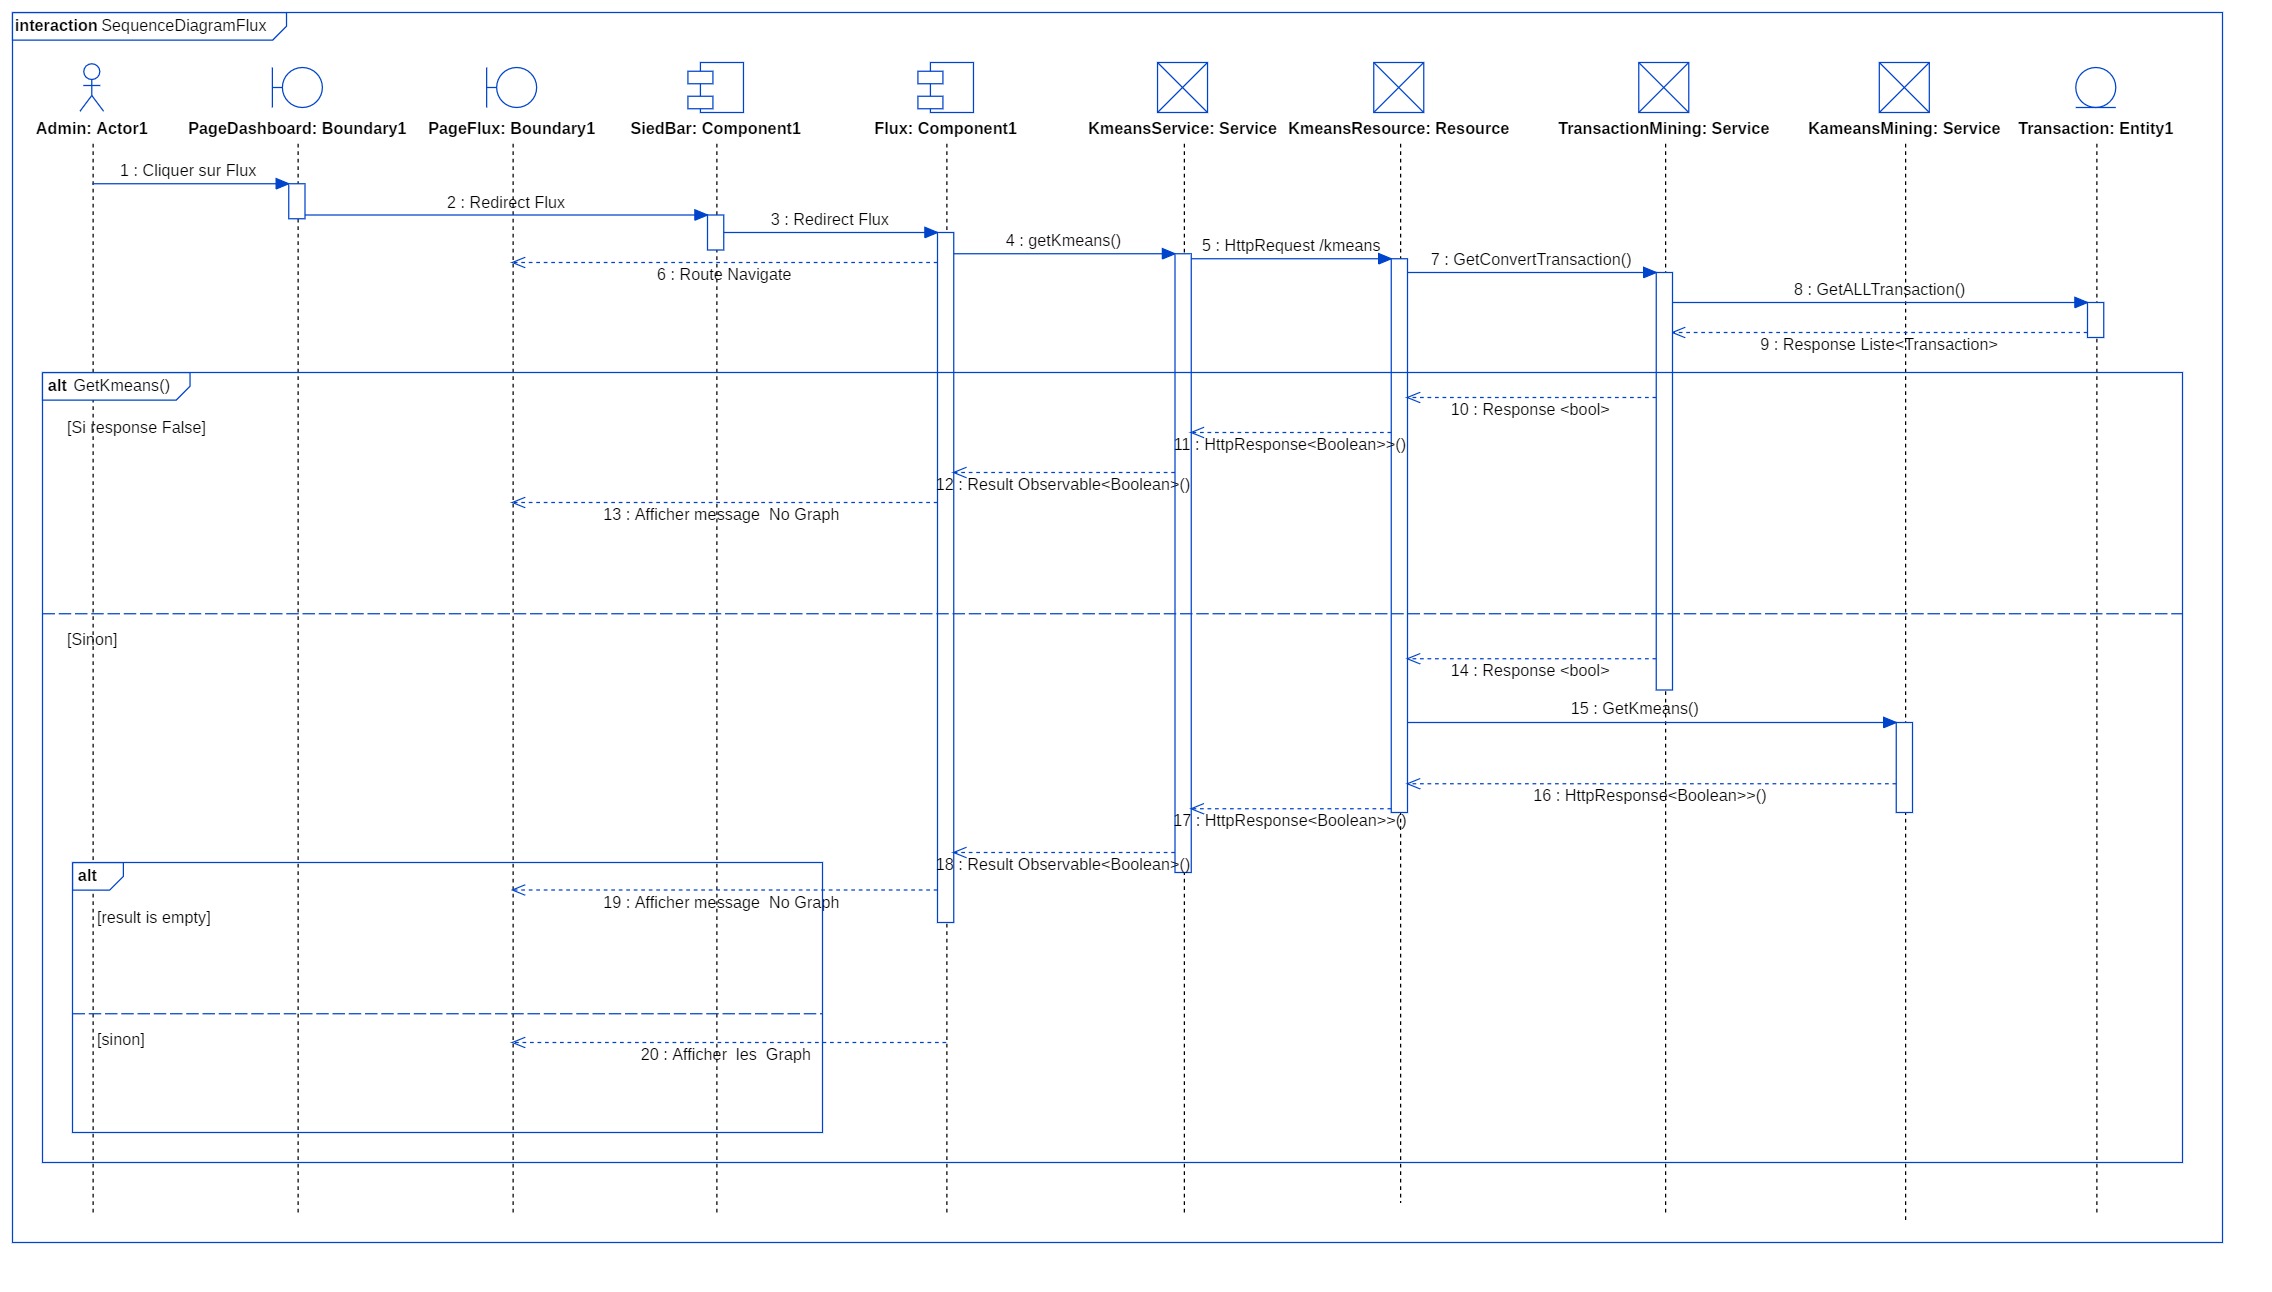 interaction SequenceDiagramFlux
Admin: Actor1
PageDashboard: Boundary1
PageFlux: Boundary1
SiedBar: Component1
Flux: Component1
KmeansService: Service
KmeansResource: Resource
TransactionMining: Service
KameansMining: Service
Transaction: Entity1
1 : Cliquer sur Flux
2 : Redirect Flux
3 : Redirect Flux
4 : getKmeans()
5 : HttpRequest /kmeans
6 : Route Navigate
7 : GetConvertTransaction()
8 : GetALLTransaction()
9 : Response Liste<Transaction>
alt GetKmeans()
[Si response False]
10 : Response <bool>
11 : HttpResponse<Boolean>>()
12 : Result Observable<Boolean>()
13 : Afficher message  No Graph
[Sinon]
14 : Response <bool>
15 : GetKmeans()
16 : HttpResponse<Boolean>>()
17 : HttpResponse<Boolean>>()
18 : Result Observable<Boolean>()
alt
19 : Afficher message  No Graph
[result is empty]
[sinon]
20 : Afficher  les  Graph